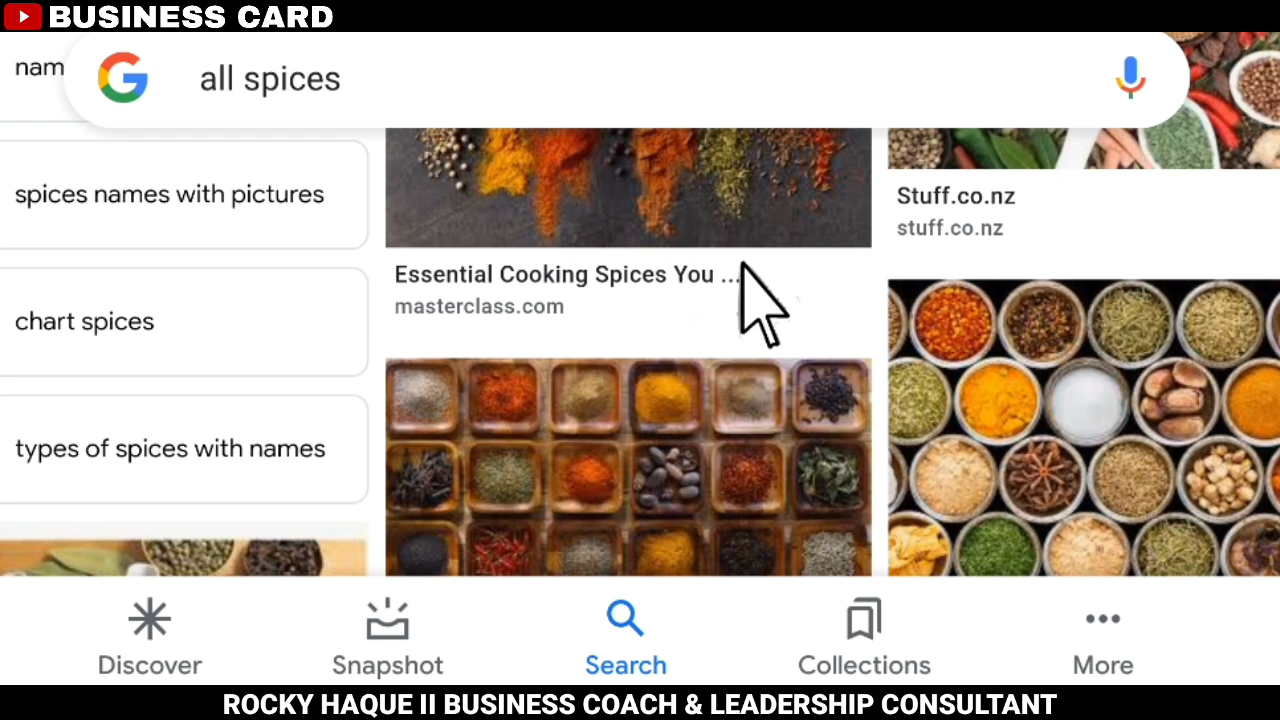 BUSINESS CARD
nam
all spices
spices names with pictures
chart spices
types of spices with names
Essential Cooking Spices You ...
masterclass.com
Stuff.co.nz
stuff.co.nz
Discover
Snapshot
Search
Collections
More
ROCKY HAQUE II BUSINESS COACH & LEADERSHIP CONSULTANT